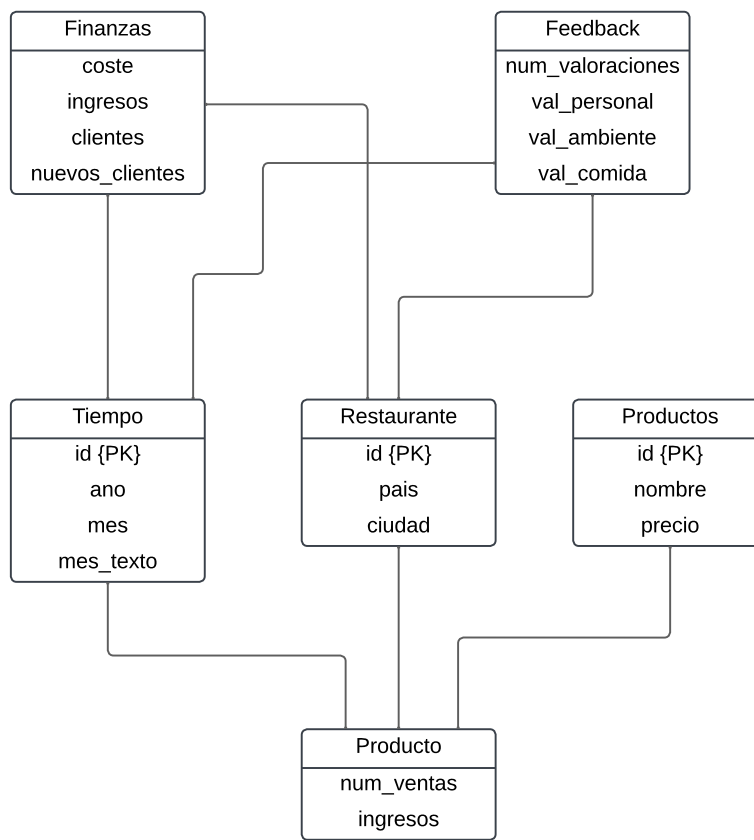 Finanzas
coste
ingresos
clientes
nuevos_clientes
Feedback
num_valoraciones
val_personal
val_ambiente
val_comida
Tiempo
id {PK}
ano
mes
mes_texto
Restaurante
id {PK}
pais
ciudad
Productos
id {PK}
nombre
precio
Producto
num_ventas
ingresos